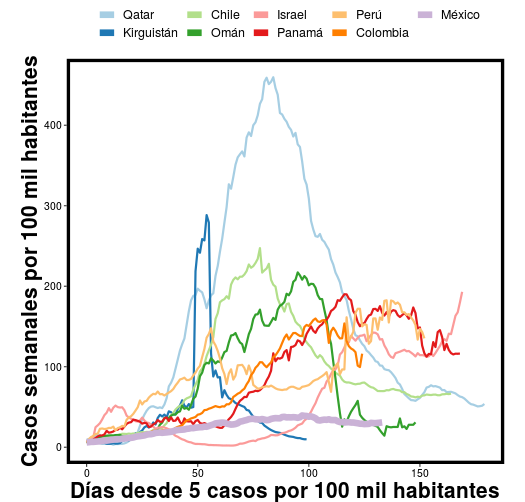 Qatar Chile Israel Perú México
Kirguistán Omán Panamá Colombia
Casos semanales por 100 mil habitantes
400
300
200
100
0
0 50 100 150
Días desde 5 casos por 100 mil habitantes